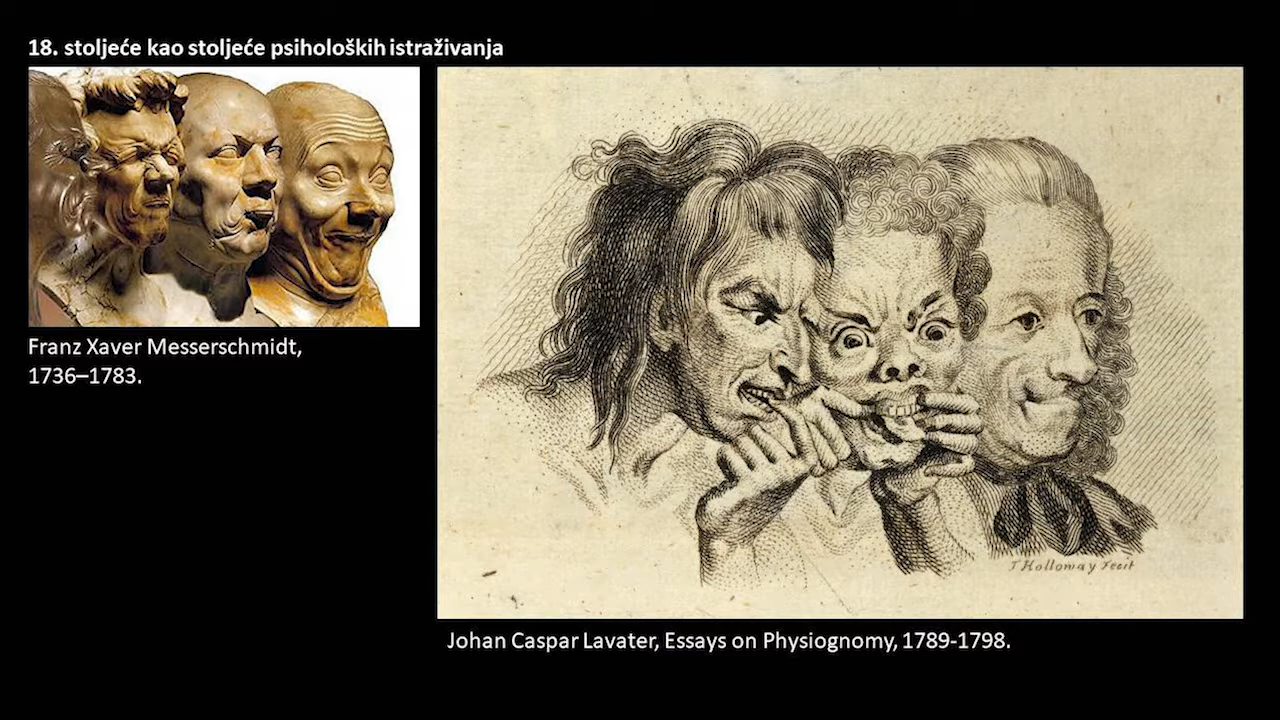 18. stoljeće kao stoljeće psiholoških istraživanja
Franz Xaver Messerschmidt,
1736–1783.
T Holloway Fecit
Johan Caspar Lavater, Essays on Physiognomy, 1789-1798.